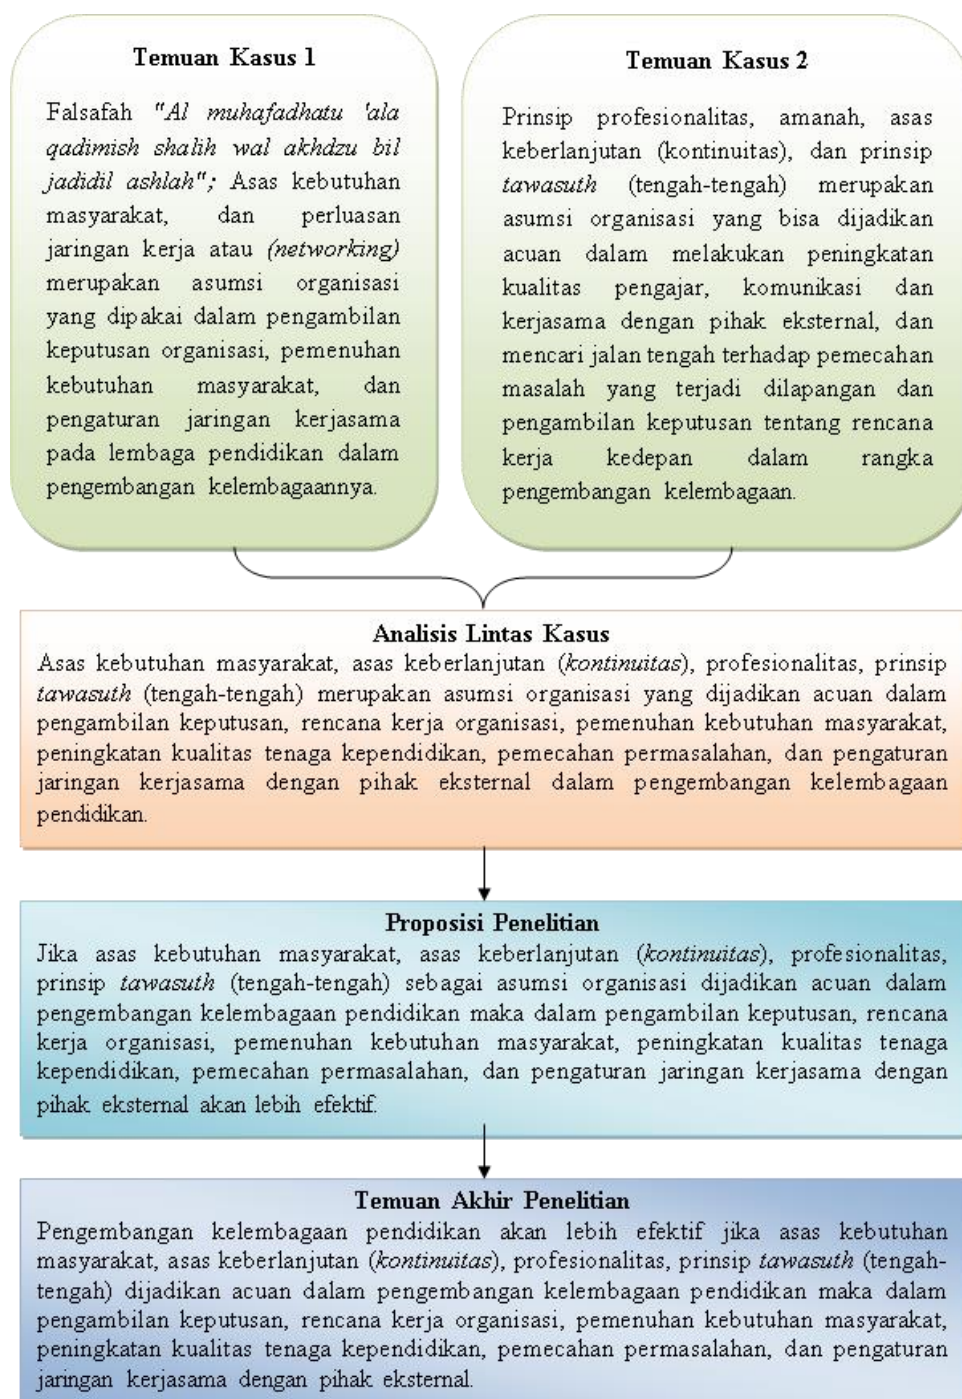 Temuan Kasus 1
Falsafah "Al muhafadhatu 'ala
qadimish shalih wal akhdzu bil
jadidil ashlah"; Asas kebutuhan
masyarakat, dan perluasan
jaringan kerja atau (networking)
merupakan asumsi organisasi
yang dipakai dalam pengambilan
keputusan organisasi, pemenuhan
kebutuhan masyarakat, dan
pengaturan jaringan kerjasama
pada lembaga pendidikan dalam
pengembangan kelembagaannya.
Temuan Kasus 2
Prinsip profesionalitas, amanah, asas
keberlanjutan (kontinuitas), dan prinsip
tawasuth (tengah-tengah) merupakan
asumsi organisasi yang bisa dijadikan
acuan dalam melakukan peningkatan
kualitas pengajar, komunikasi dan
kerjasama dengan pihak eksternal, dan
mencari jalan tengah terhadap pemecahan
masalah yang terjadi dilapangan dan
pengambilan keputusan tentang rencana
kerja kedepan dalam rangka
pengembangan kelembagaan.
Analisis Lintas Kasus
Asas kebutuhan masyarakat, asas keberlanjutan (kontinuitas), profesionalitas, prinsip
tawasuth (tengah-tengah) merupakan asumsi organisasi yang dijadikan acuan dalam
pengambilan keputusan, rencana kerja organisasi, pemenuhan kebutuhan masyarakat,
peningkatan kualitas tenaga kependidikan, pemecahan permasalahan, dan pengaturan
jaringan kerjasama dengan pihak eksternal dalam pengembangan kelembagaan
pendidikan.
Proposisi Penelitian
Jika asas kebutuhan masyarakat, asas keberlanjutan (kontinuitas), profesionalitas,
prinsip tawasuth (tengah-tengah) sebagai asumsi organisasi dijadikan acuan dalam
pengembangan kelembagaan pendidikan maka dalam pengambilan keputusan, rencana
kerja organisasi, pemenuhan kebutuhan masyarakat, peningkatan kualitas tenaga
kependidikan, pemecahan permasalahan, dan pengaturan jaringan kerjasama dengan
pihak eksternal akan lebih efektif.
Temuan Akhir Penelitian
Pengembangan kelembagaan pendidikan akan lebih efektif jika asas kebutuhan
masyarakat, asas keberlanjutan (kontinuitas), profesionalitas, prinsip tawasuth (tengah-
tengah) dijadikan acuan dalam pengembangan kelembagaan pendidikan maka dalam
pengambilan keputusan, rencana kerja organisasi, pemenuhan kebutuhan masyarakat,
peningkatan kualitas tenaga kependidikan, pemecahan permasalahan, dan pengaturan
jaringan kerjasama dengan pihak eksternal.